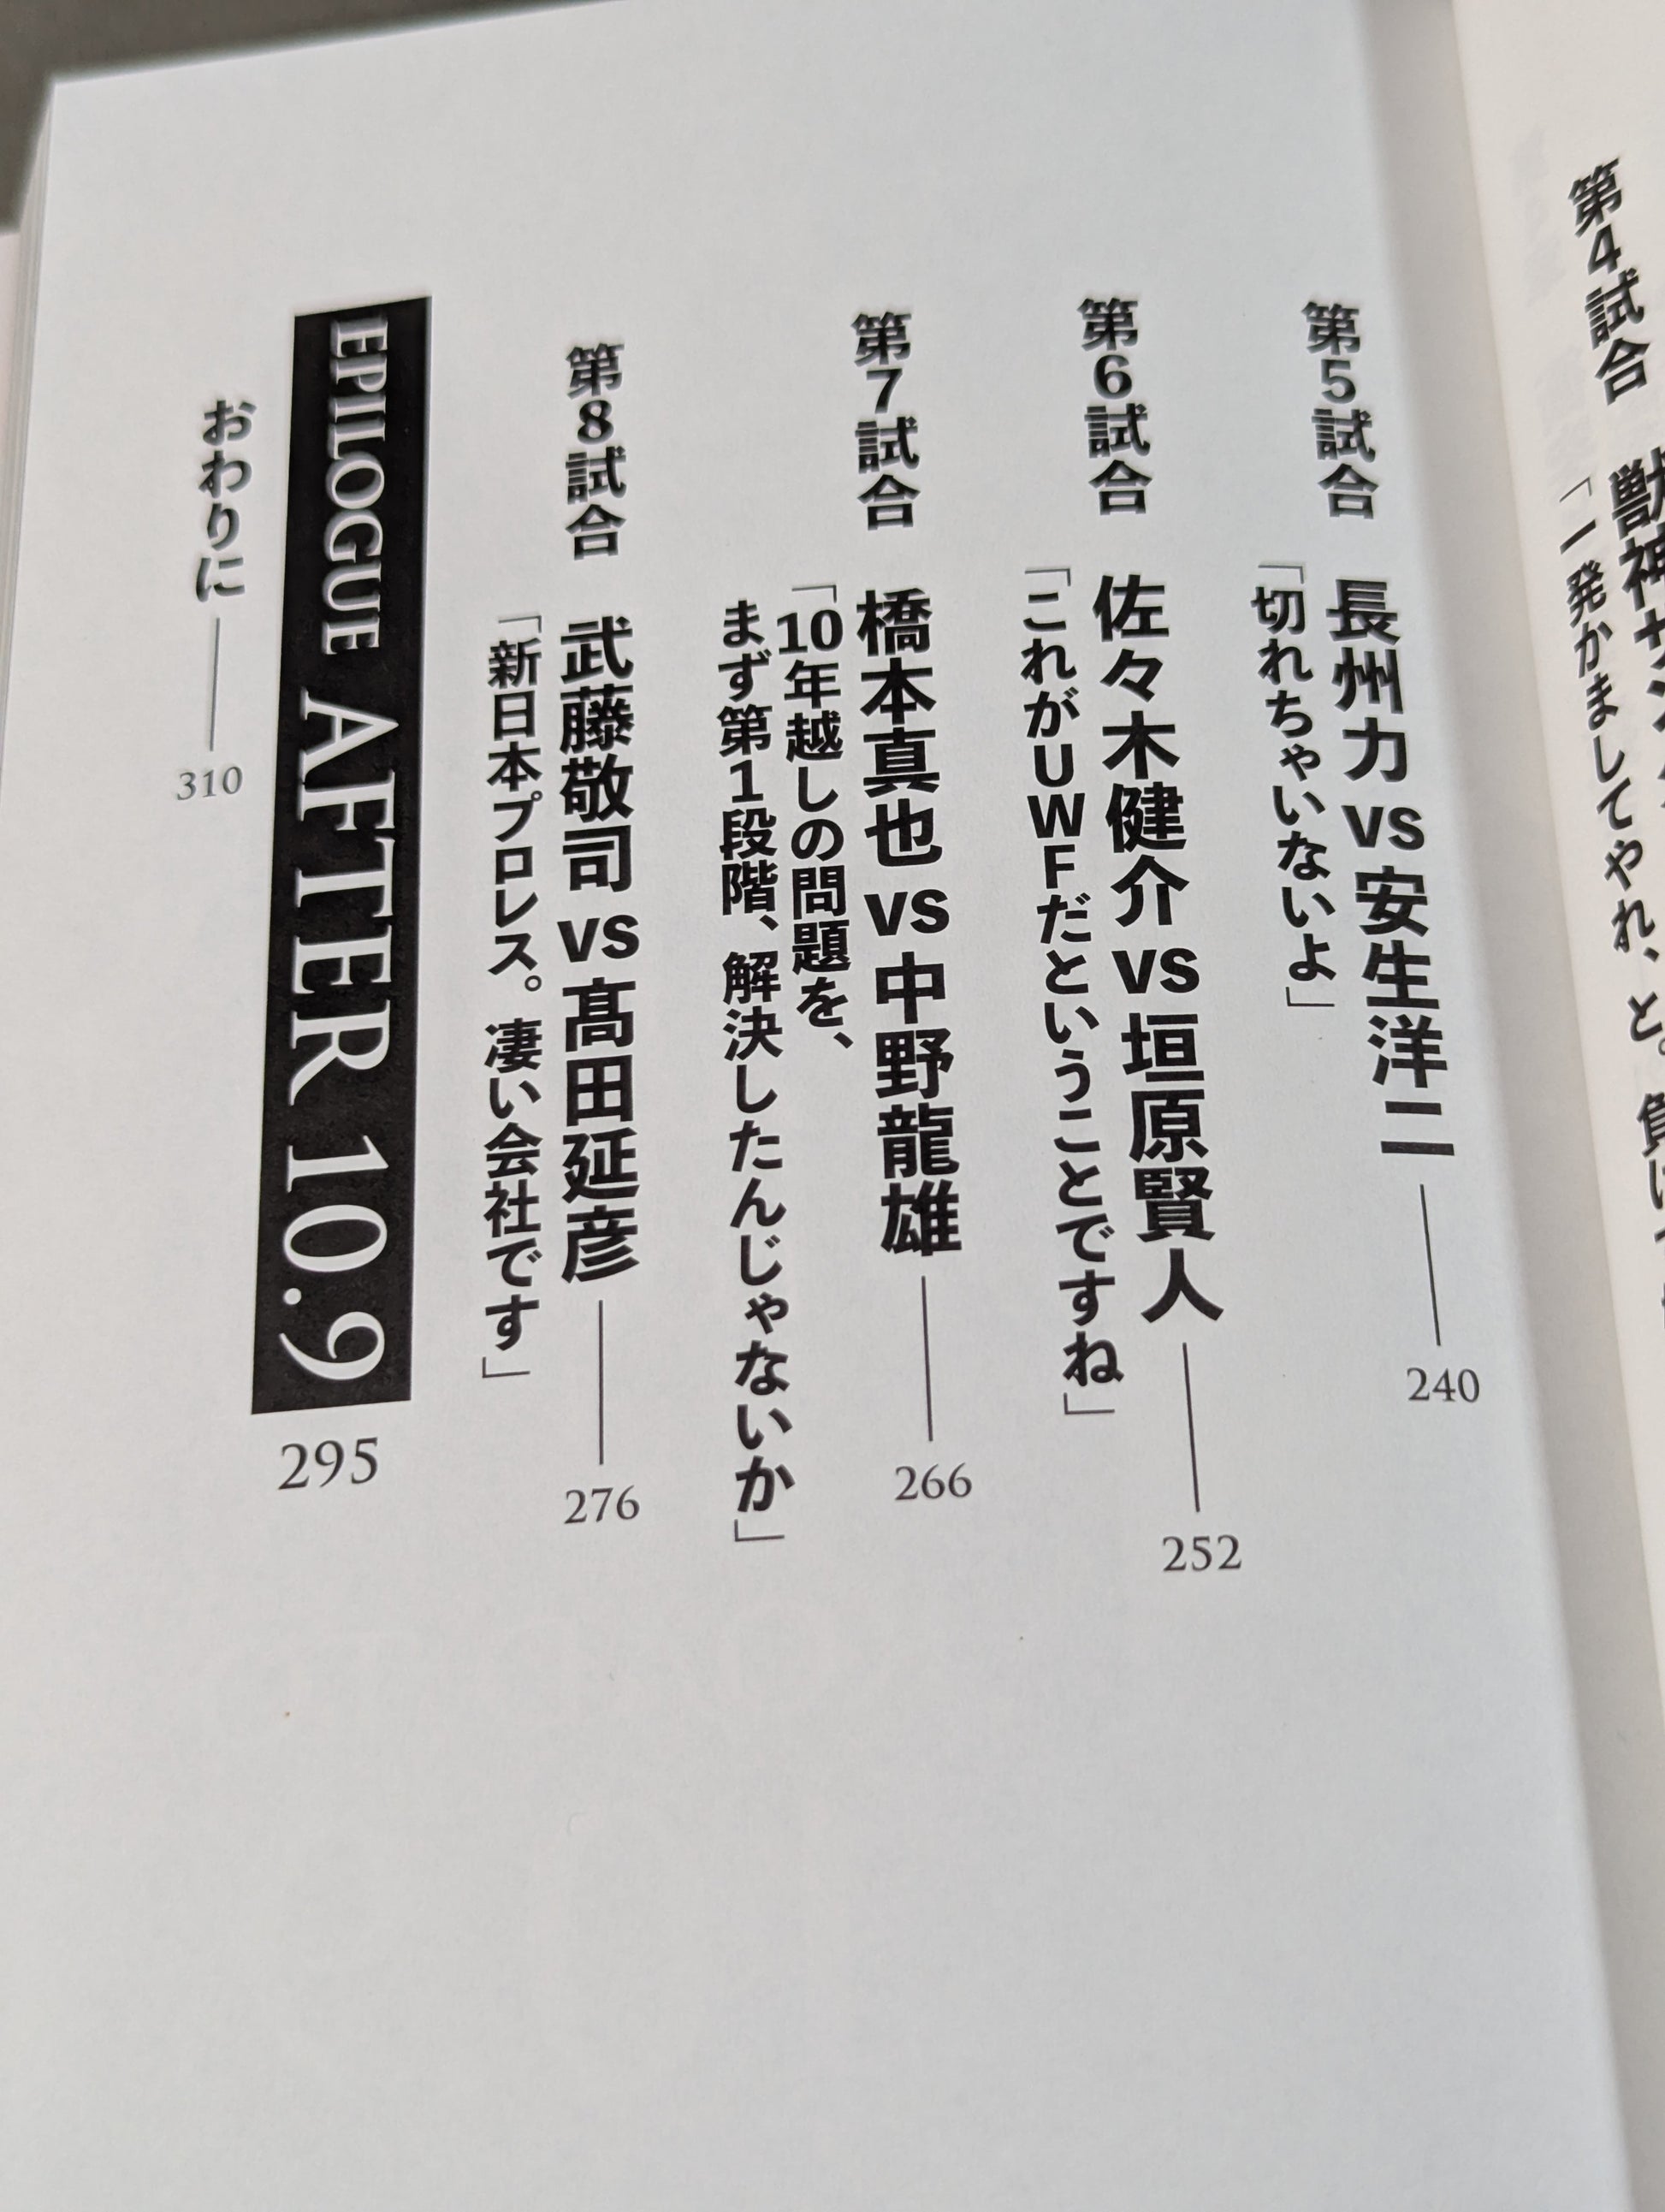 第4試合
「一発かましてやれ、と。
第5試合 長州力 VS 安生洋二 240
「切れちゃいないよ」
第6試合 佐々木健介 VS 垣原賢人 252
「これがUWFだということですね」
第7試合 橋本真也 VS 中野龍雄 266
「10年越しの問題を、
まず第1段階、解決したんじゃないか」
第8試合 武藤敬司 VS 髙田延彦 276
「新日本プロレス。凄い会社です」
EPILOGUE AFTER 10.9 295
おわりに 310